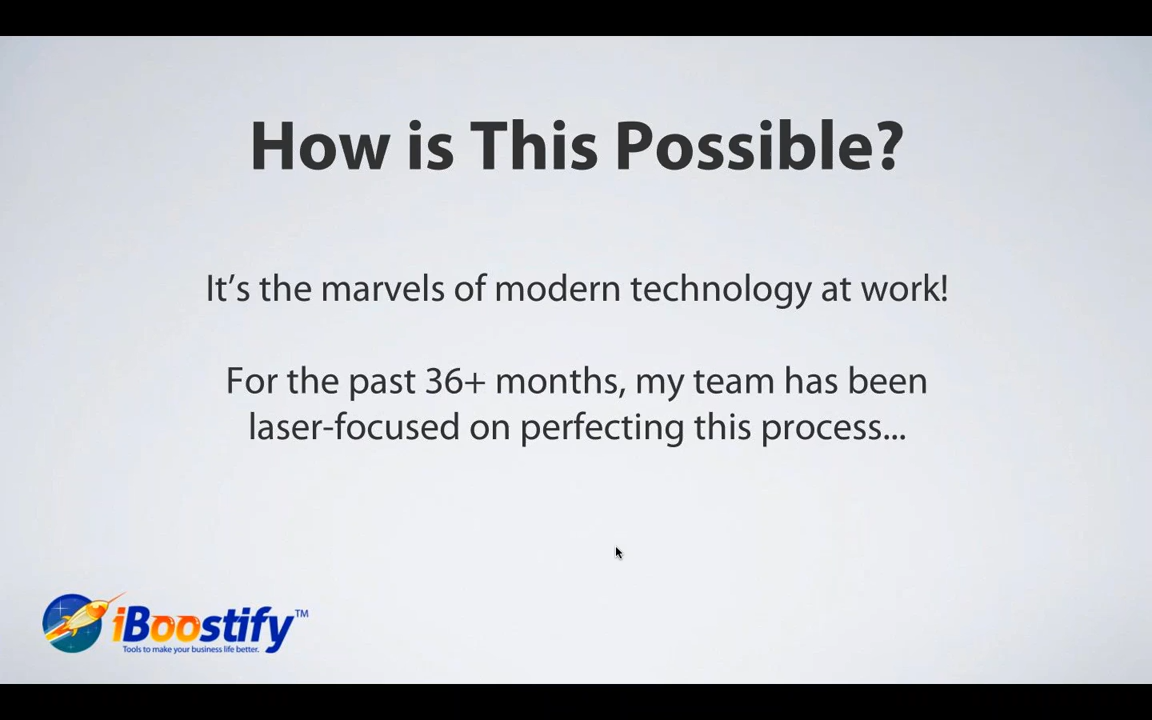 How is This Possible?
It's the marvels of modern technology at work!
For the past 36+ months, my team has been
laser-focused on perfecting this process...
iBoostify™
Tools to make your business life better.